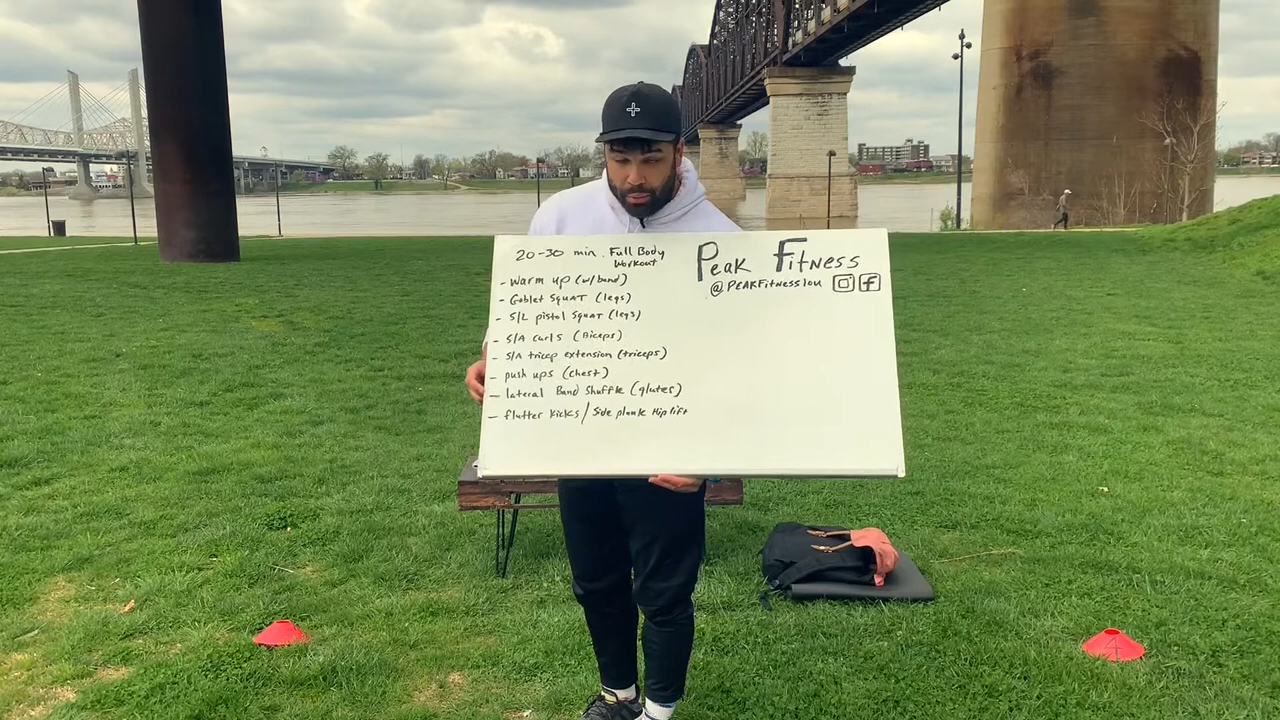 20-30 min. Full Body
Workout
Peak Fitness
@PEAKFitnesslou
- Warm up (w/band)
- Goblet SQUAT (legs)
- S/L pistol SQUAT (legs)
- S/A curls (Biceps)
- S/A tricep extension (triceps)
- push ups (chest)
- lateral Band Shuffle (glutes)
- flutter kicks/Side plank Hip lift